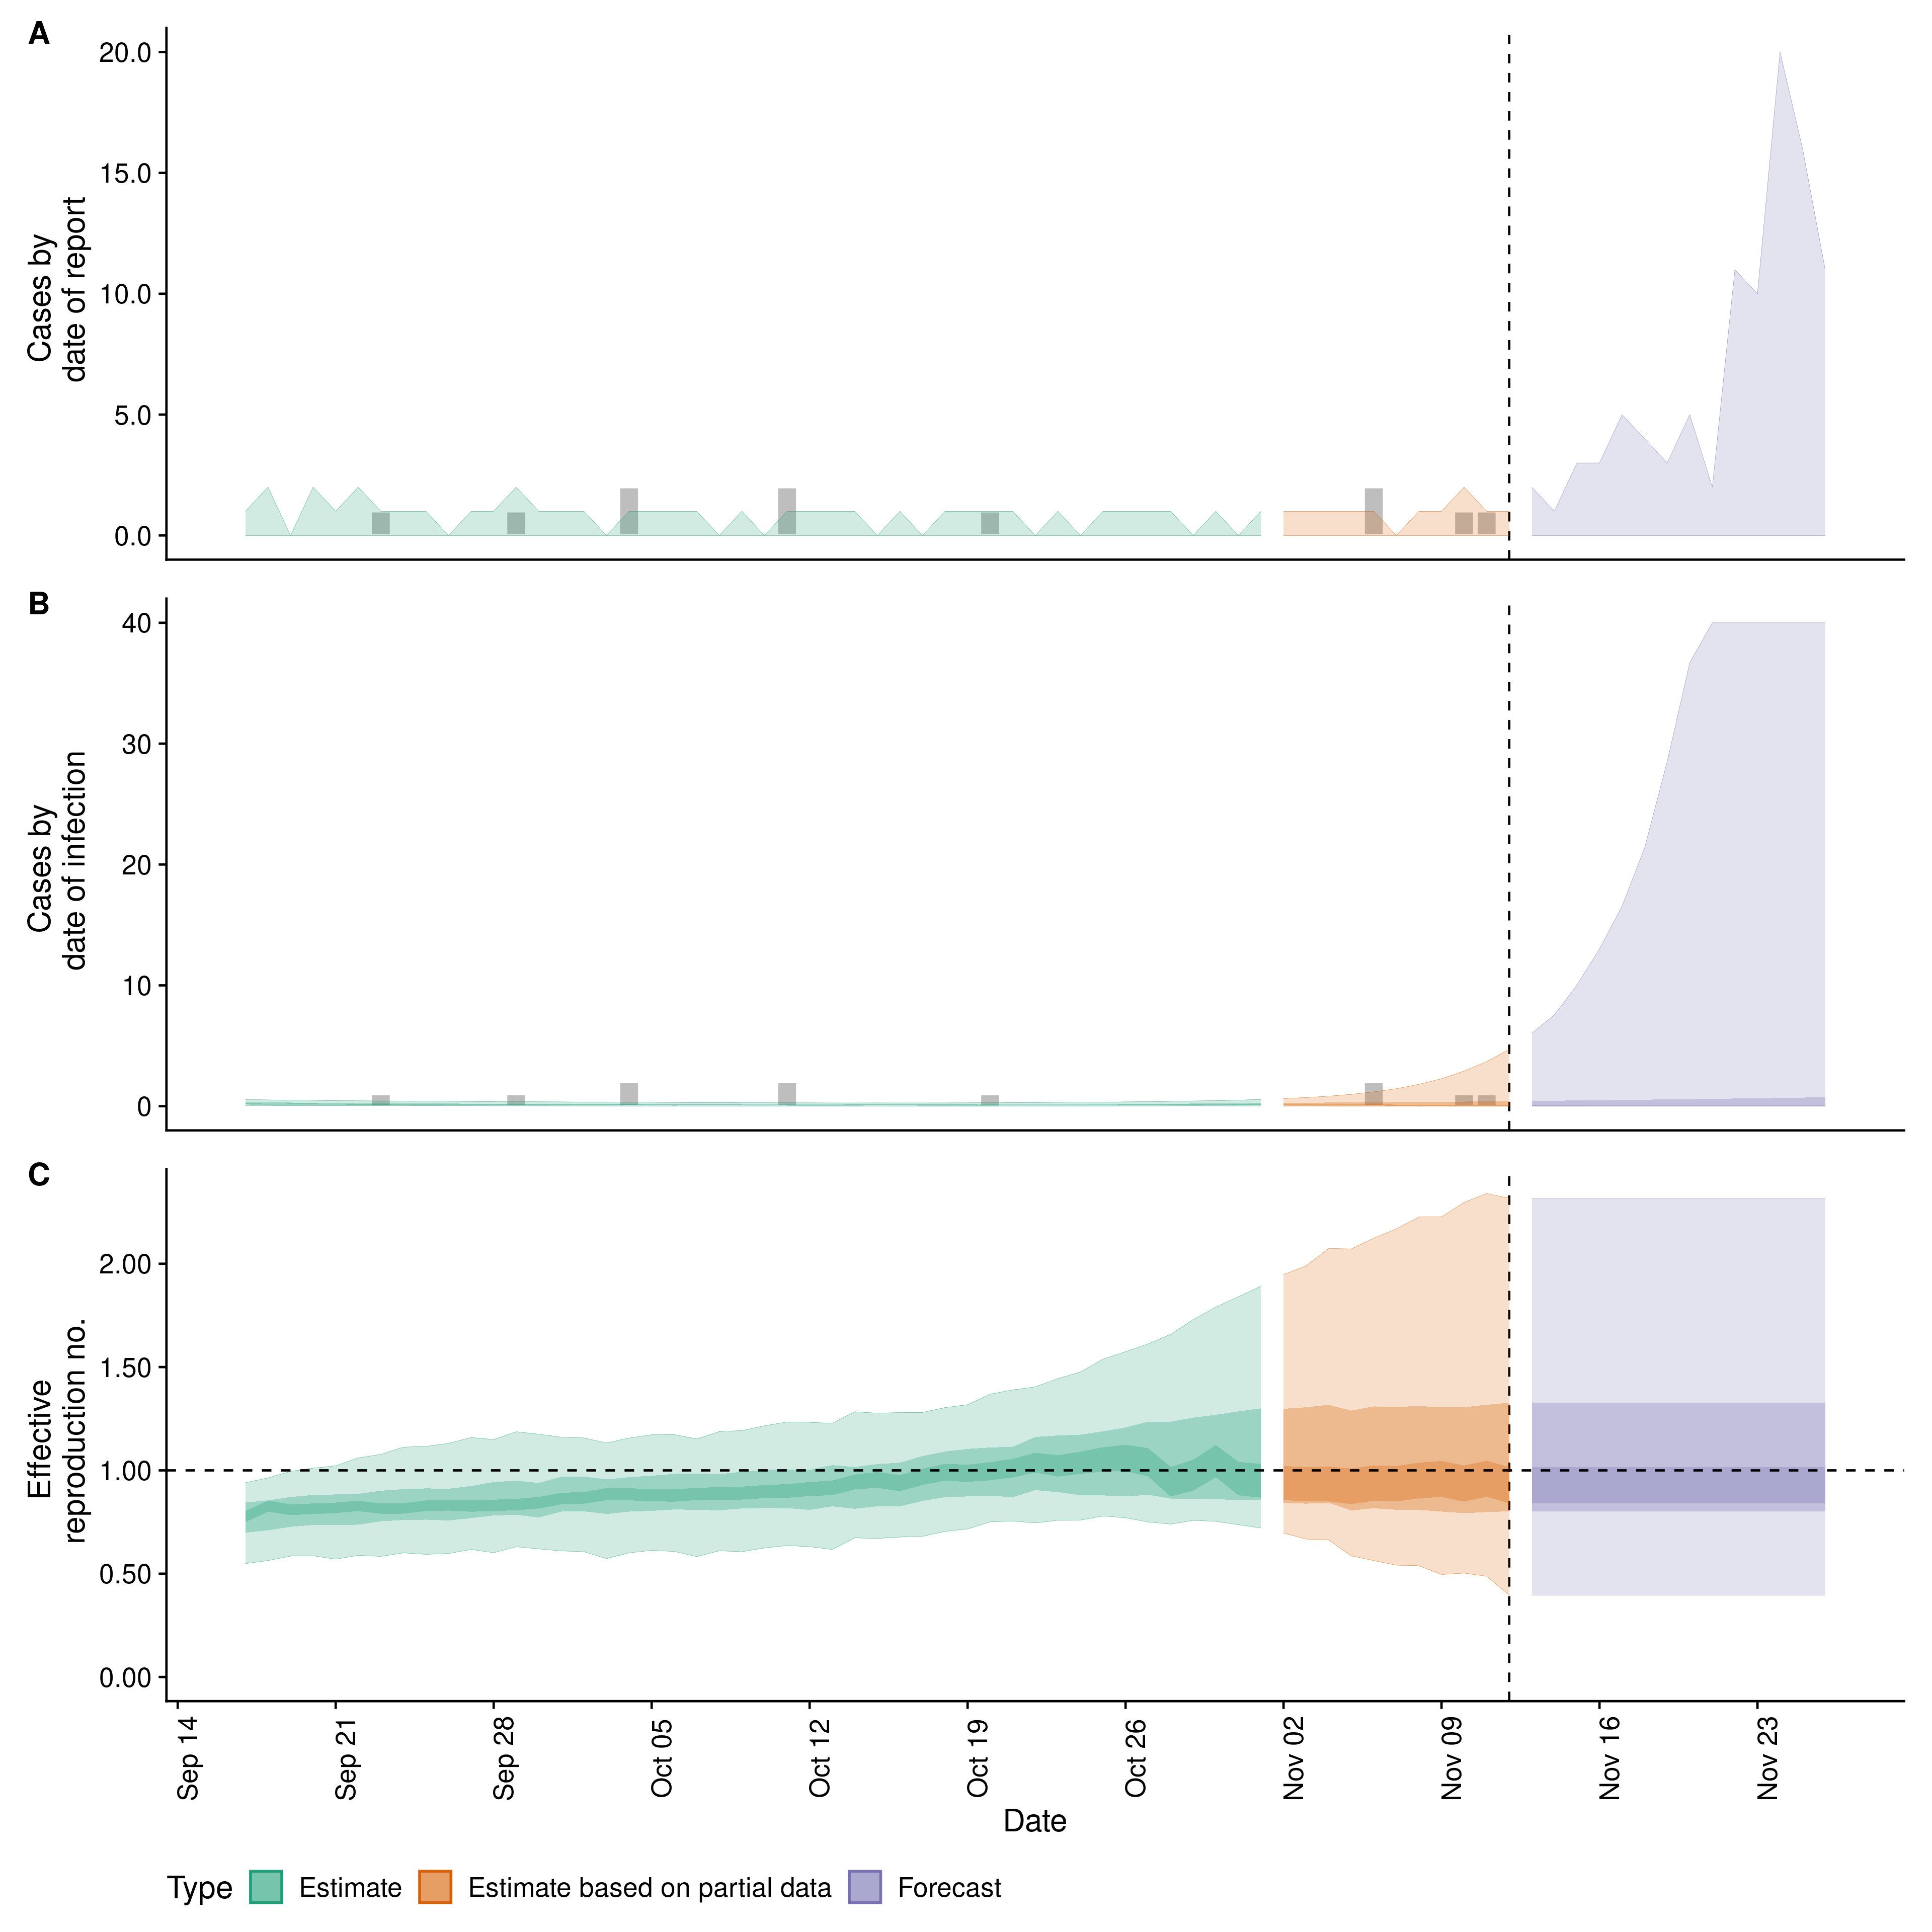 A
20.0
15.0
10.0
5.0
0.0
Cases by
date of report
B
40
30
20
10
0
Cases by
date of infection
C
2.00
1.50
1.00
0.50
0.00
Effective
reproduction no.
Sep 14
Sep 21
Sep 28
Oct 05
Oct 12
Oct 19
Oct 26
Nov 02
Nov 09
Nov 16
Nov 23
Date
Type Estimate Estimate based on partial data Forecast